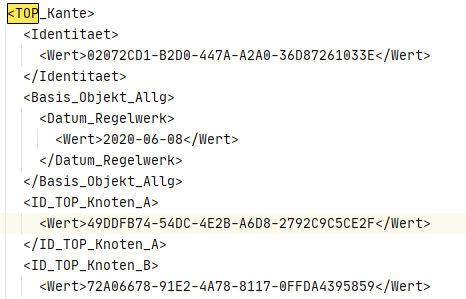 <TOP_Kante>
<Identitaet>
<Wert>02072CD1-B2D0-447A-A2A0-36D87261033E</Wert>
</Identitaet>
<Basis_Objekt_Allg>
<Datum_Regelwerk>
<Wert>2020-06-08</Wert>
</Datum_Regelwerk>
</Basis_Objekt_Allg>
<ID_TOP_Knoten_A>
<Wert>49DDFB74-54DC-4E2B-A6D8-2792C9C5CE2F</Wert>
</ID_TOP_Knoten_A>
<ID_TOP_Knoten_B>
<Wert>72A06678-91E2-4A78-8117-0FFDA4395859</Wert>